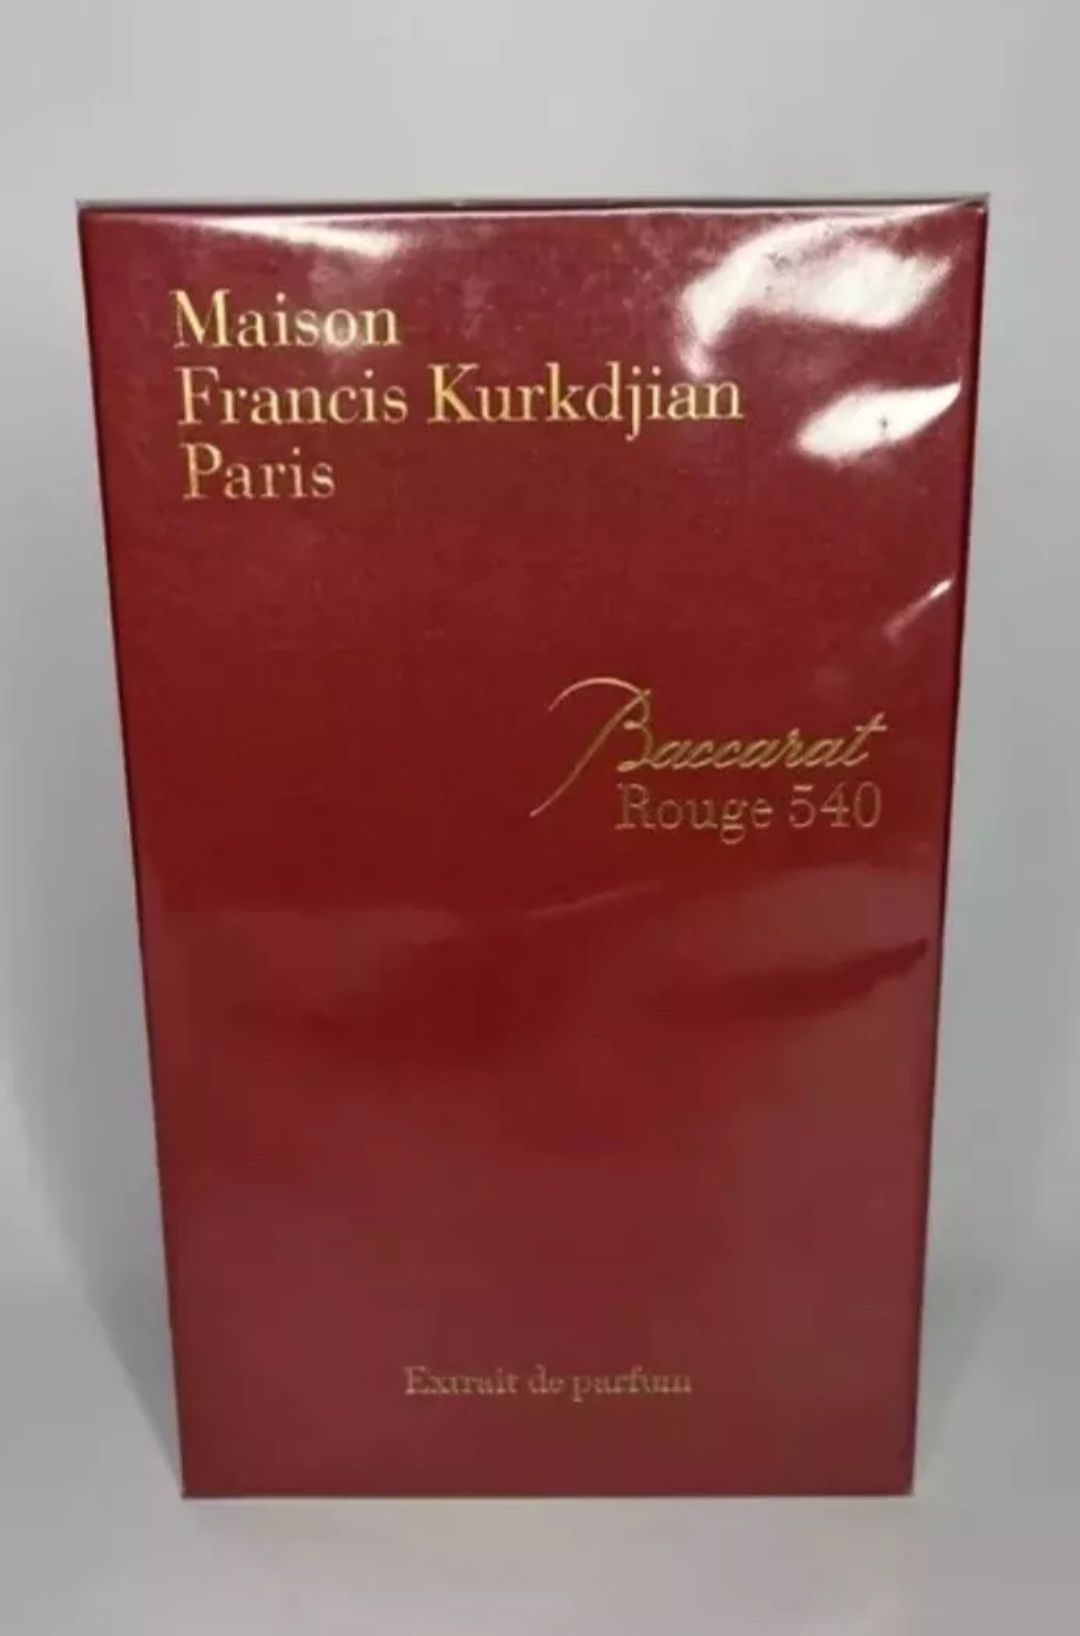 Maison
Francis Kurkdjian
Paris
Baccarat
Rouge 540
Extrait de parfum